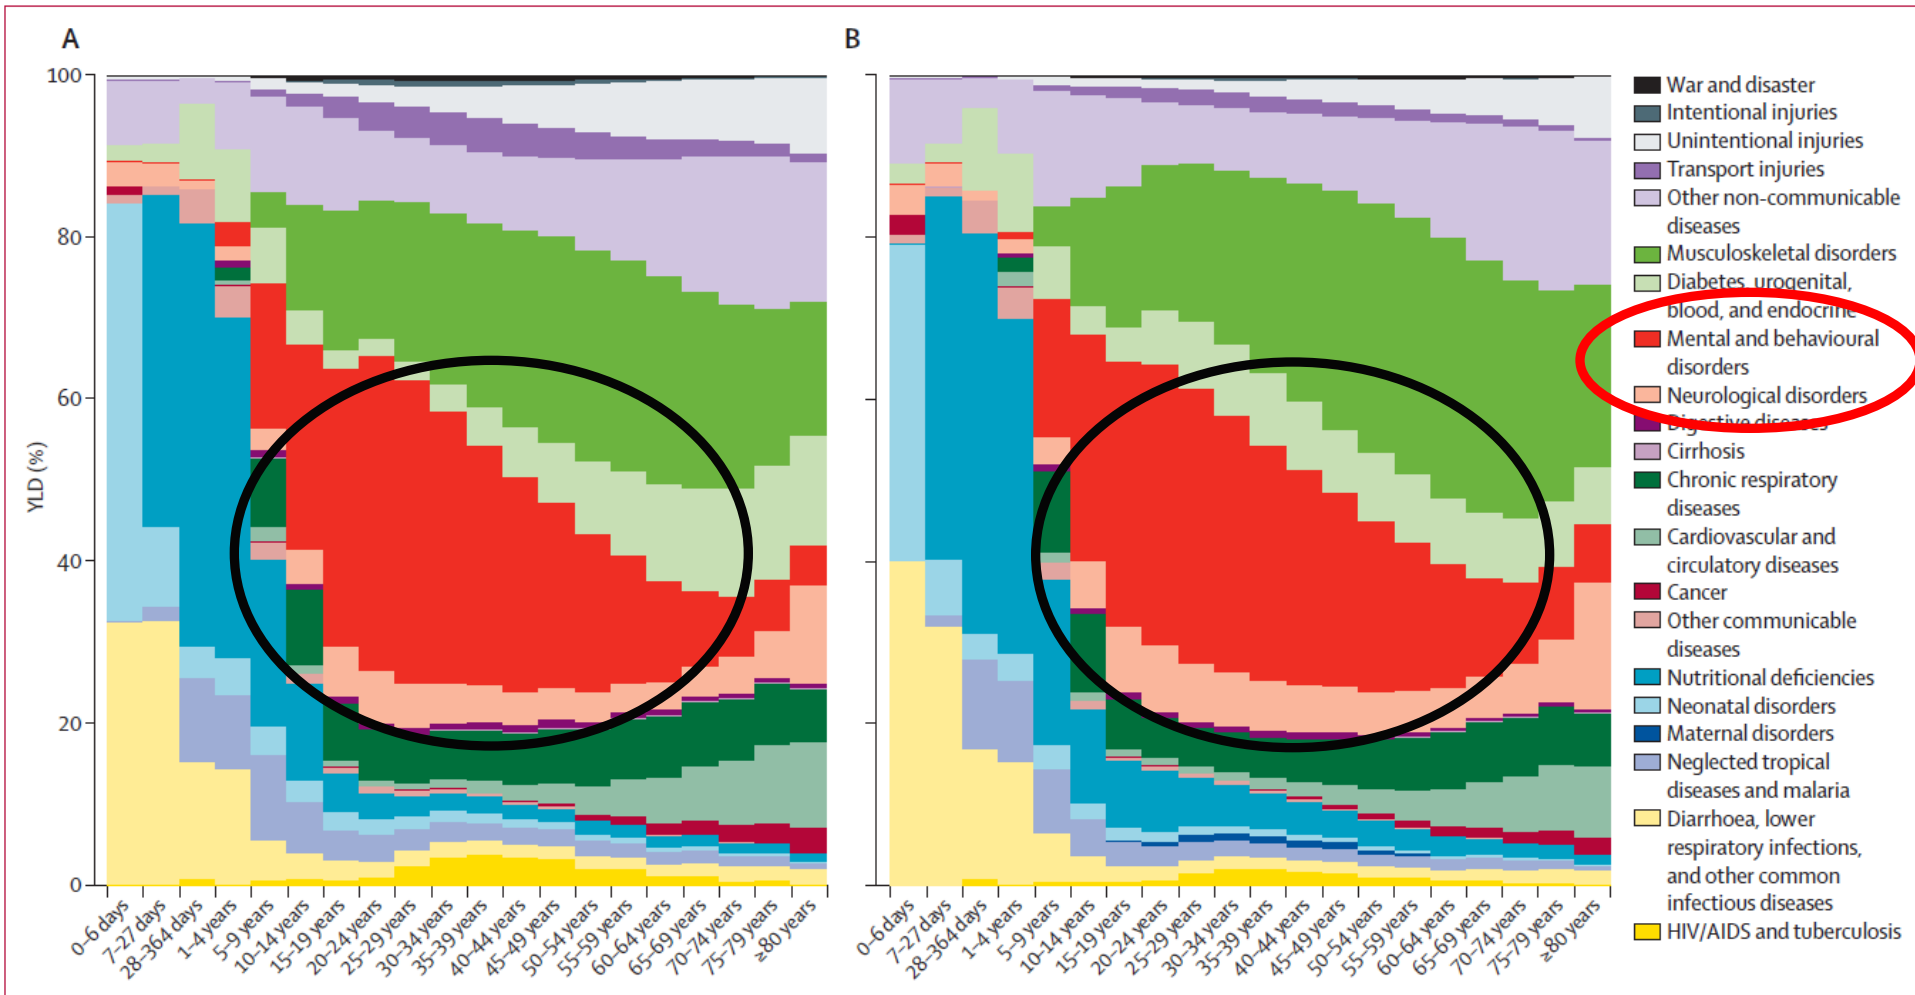 A
B
100
80
60
40
20
0
YLD (%)
0–6 days
7–27 days
28–364 days
1–4 years
5–9 years
10–14 years
15–19 years
20–24 years
25–29 years
30–34 years
35–39 years
40–44 years
45–49 years
50–54 years
55–59 years
60–64 years
65–69 years
70–74 years
75–79 years
≥80 years
0–6 days
7–27 days
28–364 days
1–4 years
5–9 years
10–14 years
15–19 years
20–24 years
25–29 years
30–34 years
35–39 years
40–44 years
45–49 years
50–54 years
55–59 years
60–64 years
65–69 years
70–74 years
75–79 years
≥80 years
War and disaster
Intentional injuries
Unintentional injuries
Transport injuries
Other non-communicable
diseases
Musculoskeletal disorders
Diabetes, urogenital,
blood, and endocrine
Mental and behavioural
disorders
Neurological disorders
Digestive diseases
Cirrhosis
Chronic respiratory
diseases
Cardiovascular and
circulatory diseases
Cancer
Other communicable
diseases
Nutritional deficiencies
Neonatal disorders
Maternal disorders
Neglected tropical
diseases and malaria
Diarrhoea, lower
respiratory infections,
and other common
infectious diseases
HIV/AIDS and tuberculosis